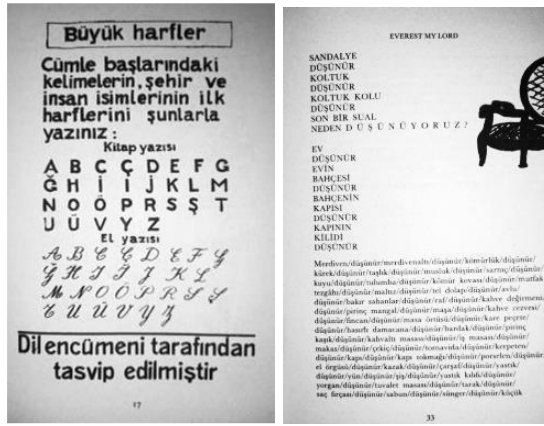 Büyük harfler
Cümle başlarındaki
kelimelerin, şehir ve
insan isimlerinin ilk
harflerini şunlarla
yazınız :
Kitap yazısı
A B C Ç D E F G
Ğ H İ I J K L M
N O Ö P R S Ş T
U Ü V Y Z
El yazısı
A B C Ç D E F G
Ğ H I İ J K L
M N O Ö P R S Ş
T U Ü V Y Z
Dil encümeni tarafından
tasvip edilmiştir
17
EVEREST MY LORD
SANDALYE
DÜŞÜNÜR
KOLTUK
DÜŞÜNÜR
KOLTUK KOLU
DÜŞÜNÜR
SON BİR SUAL
NEDEN D Ü Ş Ü N Ü Y O R U Z ?
EV
DÜŞÜNÜR
EVİN
BAHÇESİ
DÜŞÜNÜR
BAHÇENİN
KAPISI
DÜŞÜNÜR
KAPININ
KİLİDİ
DÜŞÜNÜR
Merdiven/düşünür/merdivenaltı/düşünür/kömürlük/düşünür/
kürek/düşünür/taşlık/düşünür/musluk/düşünür/sarnıç/düşünür/
kuyu/düşünür/tulumba/düşünür/kömür kovası/düşünür/mutfak
tezgâhı/düşünür/maltız/düşünür/tel dolap/düşünür/avlu/
düşünür/bakır sahanlar/düşünür/raf/düşünür/kahve değirmeni/
düşünür/pirinç mangal/düşünür/maşa/düşünür/kahve cezvesi/
düşünür/fincan/düşünür/masa örtüsü/düşünür/kare peçete/
düşünür/hasırlı damacana/düşünür/bardak/düşünür/pirinç
kaşık/düşünür/kahvaltı masası/düşünür/iş masası/düşünür/
makas/düşünür/çekiç/düşünür/tornavida/düşünür/kerpeten/
düşünür/kapı/düşünür/kapı tokmağı/düşünür/porselen/düşünür/
el örgüsü/düşünür/kazak/düşünür/çarşaf/düşünür/yastık/
düşünür/yün/düşünür/şiş/düşünür/yastık kılıfı/düşünür/
yorgan/düşünür/tuvalet masası/düşünür/tarak/düşünür/
saç fırçası/düşünür/sabun/düşünür/sünger/düşünür/küçük
33